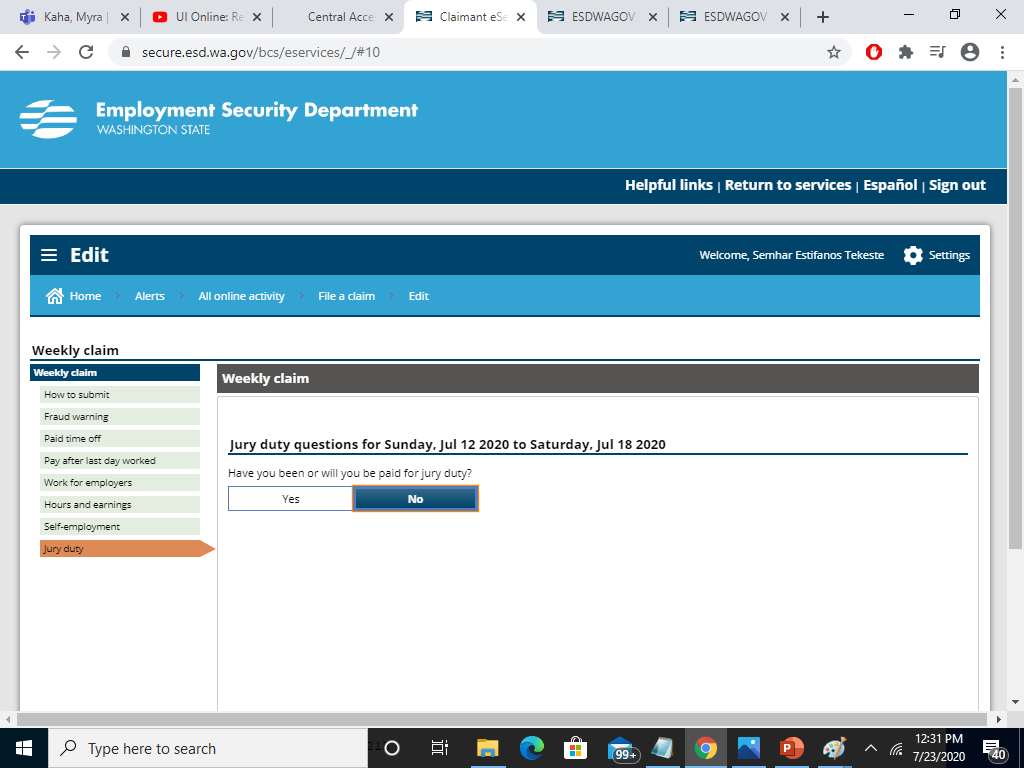 Kaha, Myra |
UI Online: Re
Central Acce
Claimant eSe
ESDWAGOV
ESDWAGOV
secure.esd.wa.gov/bcs/eservices/_/#10
Employment Security Department
WASHINGTON STATE
Helpful links | Return to services | Español | Sign out
Edit
Welcome, Semhar Estifanos Tekeste
Settings
Home
Alerts
All online activity
File a claim
Edit
Weekly claim
Weekly claim
How to submit
Fraud warning
Paid time off
Pay after last day worked
Work for employers
Hours and earnings
Self-employment
Jury duty
Weekly claim
Jury duty questions for Sunday, Jul 12 2020 to Saturday, Jul 18 2020
Have you been or will you be paid for jury duty?
Yes
No
Type here to search
99+
12:31 PM
7/23/2020
40